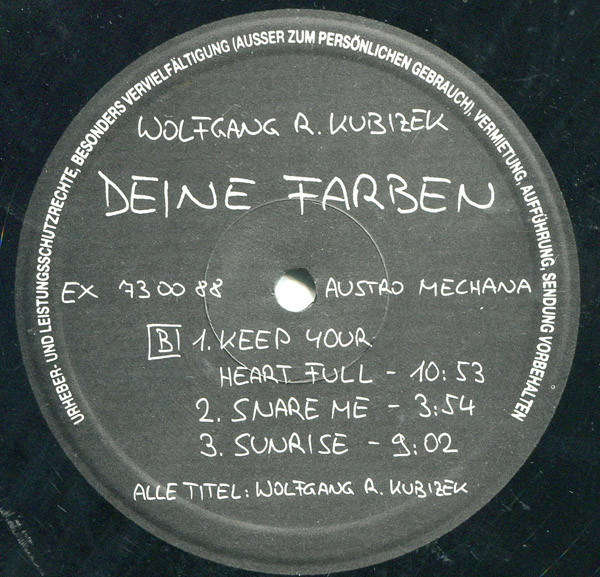 URHEBER- UND LEISTUNGSSCHUTZRECHTE, BESONDERS VERVIELFÄLTIGUNG (AUSSER ZUM PERSÖNLICHEN GEBRAUCH), VERMIETUNG, AUFFÜHRUNG, SENDUNG VORBEHALTEN
WOLFGANG R. KUBIZEK
DEINE FARBEN
EX 730088 AUSTRO MECHANA
B 1. KEEP YOUR
HEART FULL - 10:53
2. SNARE ME - 3:54
3. SUNRISE - 9:02
ALLE TITEL: WOLFGANG R. KUBIZEK